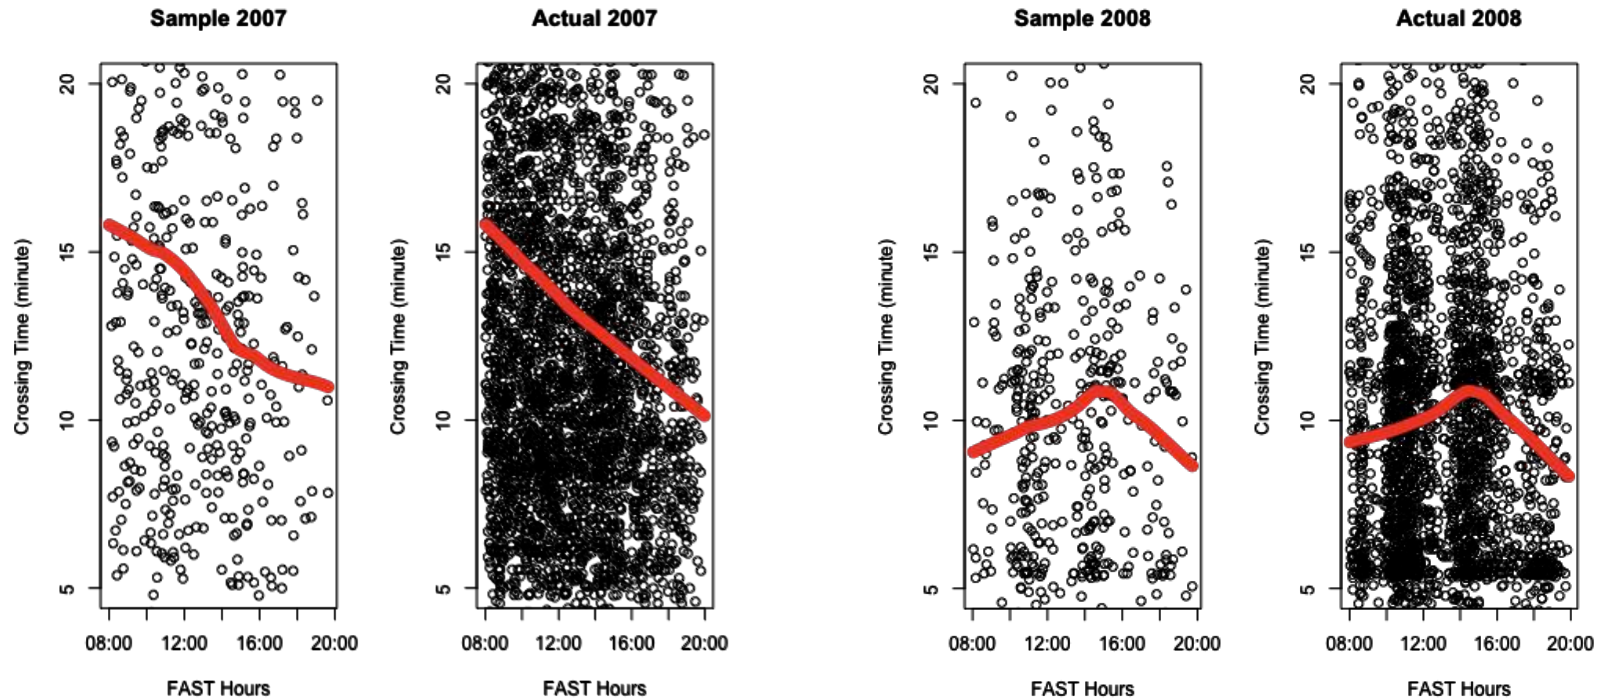 Sample 2007
Actual 2007
Sample 2008
Actual 2008
Crossing Time (minute)
20
15
10
5
08:00 12:00 16:00 20:00
FAST Hours
Crossing Time (minute)
20
15
10
5
08:00 12:00 16:00 20:00
FAST Hours
Crossing Time (minute)
20
15
10
5
08:00 12:00 16:00 20:00
FAST Hours
Crossing Time (minute)
20
15
10
5
08:00 12:00 16:00 20:00
FAST Hours